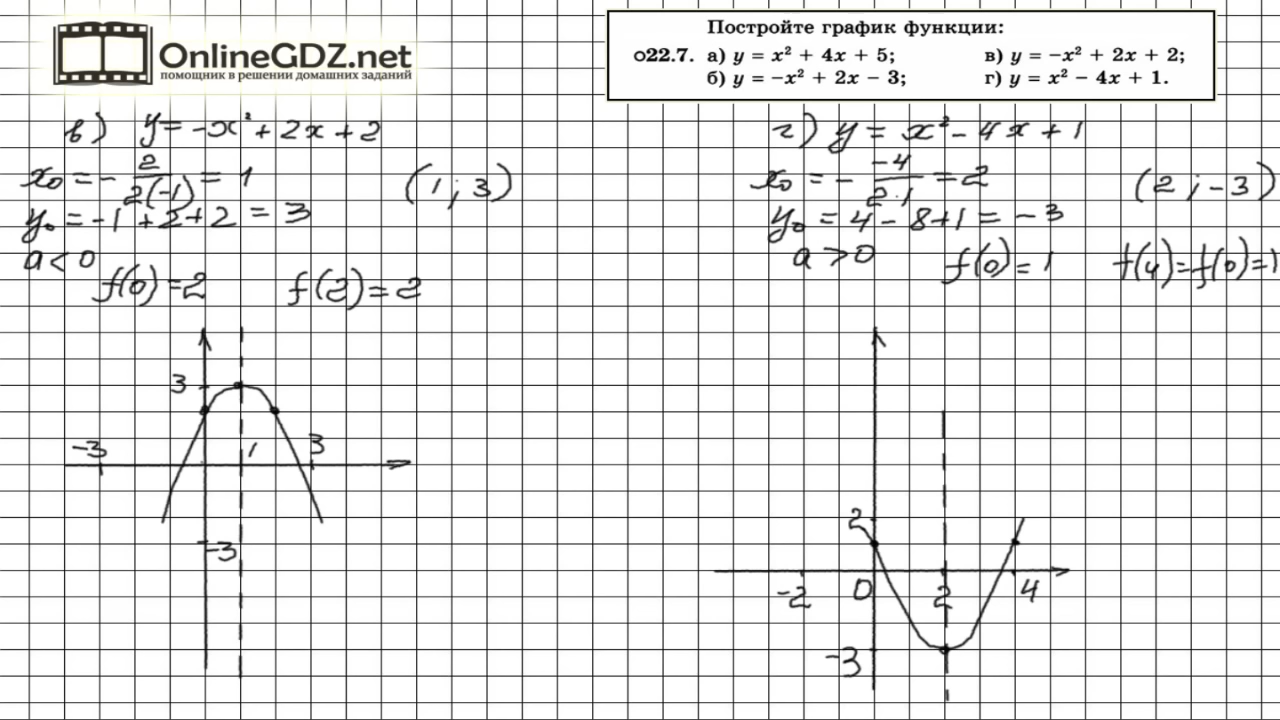 OnlineGDZ.net
помощник в решении домашних заданий
Постройте график функции:
о22.7. а) y = x² + 4x + 5; в) y = −x² + 2x + 2;
б) y = −x² + 2x − 3; г) y = x² − 4x + 1.
в) y = -x² + 2x + 2
x₀ = - 2/2(-1) = 1 (1 ; 3)
y₀ = -1 + 2 + 2 = 3
a < 0
f(0) = 2 f(2) = 2
3
-3 1 3
-3
г) y = x² - 4x + 1
x₀ = - -4/2·1 = 2 (2 ; -3)
y₀ = 4 - 8 + 1 = -3
a > 0 f(0) = 1 f(4) = f(0) = 1
2
-2 0 2 4
-3